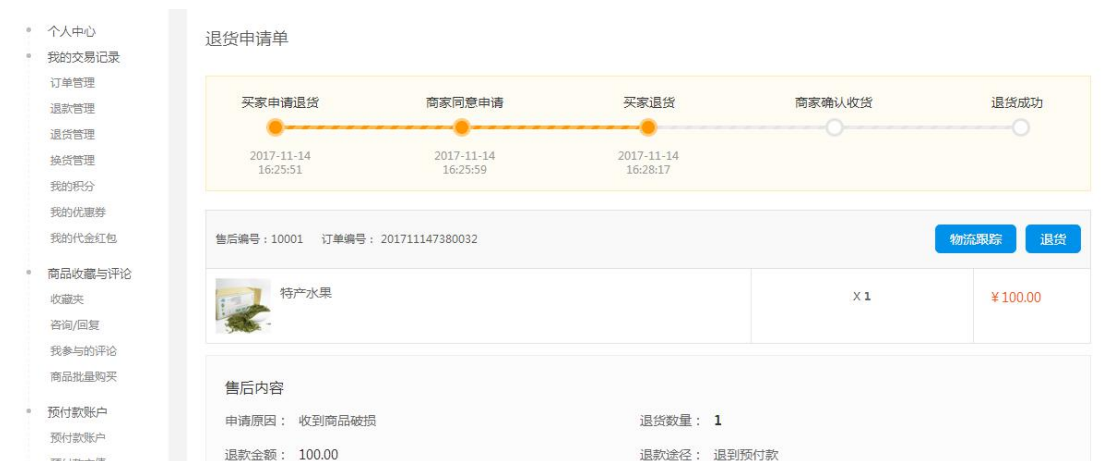 个人中心
我的交易记录
订单管理
退款管理
退货管理
换货管理
我的积分
我的优惠券
我的代金红包
商品收藏与评论
收藏夹
咨询/回复
我参与的评论
商品批量购买
预付款账户
预付款账户
退货申请单
买家申请退货 商家同意申请 买家退货 商家确认收货 退货成功
2017-11-14 2017-11-14 2017-11-14
16:25:51 16:25:59 16:28:17
售后编号：10001 订单编号： 201711147380032 物流跟踪 退货
特产水果 X 1 ￥100.00
售后内容
申请原因： 收到商品破损 退货数量： 1
退款金额： 100.00 退款途径： 退到预付款